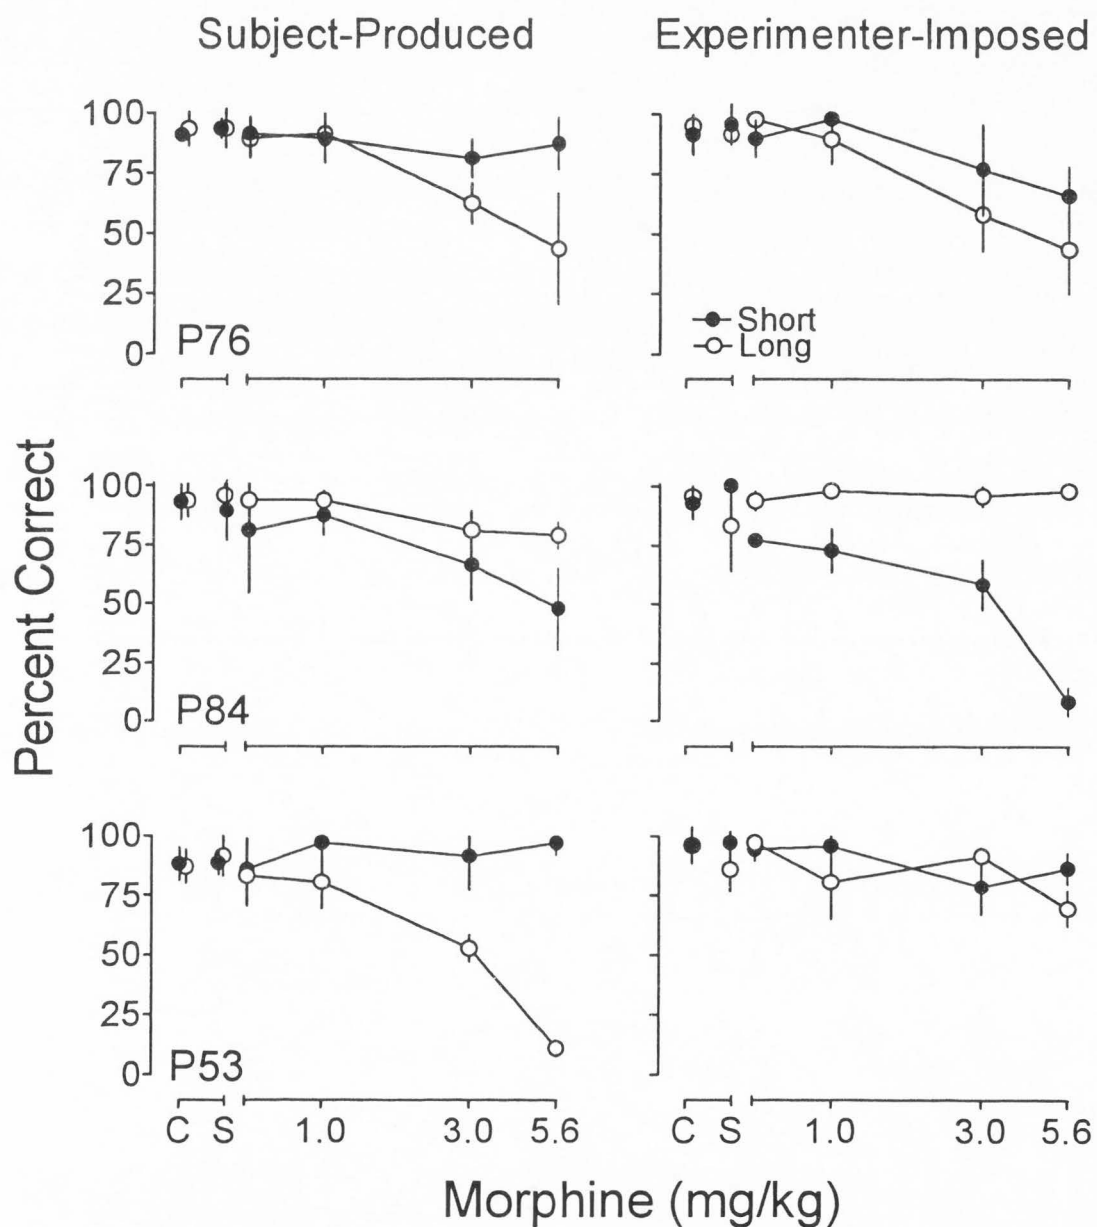 Subject-Produced
Experimenter-Imposed
Percent Correct
100
75
50
25
0
P76
Short
Long
100
75
50
25
0
P84
100
75
50
25
0
P53
C S 1.0 3.0 5.6
C S 1.0 3.0 5.6
Morphine (mg/kg)